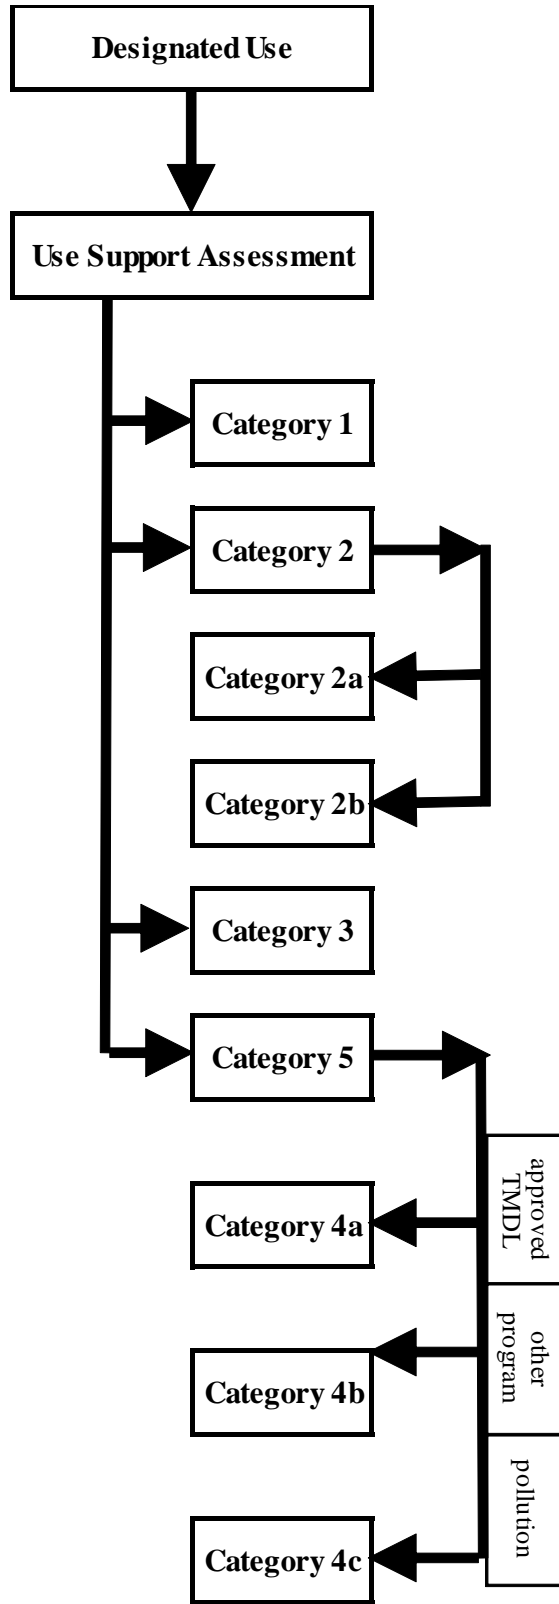 Designated Use
Use Support Assessment
Category 1
Category 2
Category 2a
Category 2b
Category 3
Category 5
approved
TMDL
Category 4a
other
program
Category 4b
pollution
Category 4c